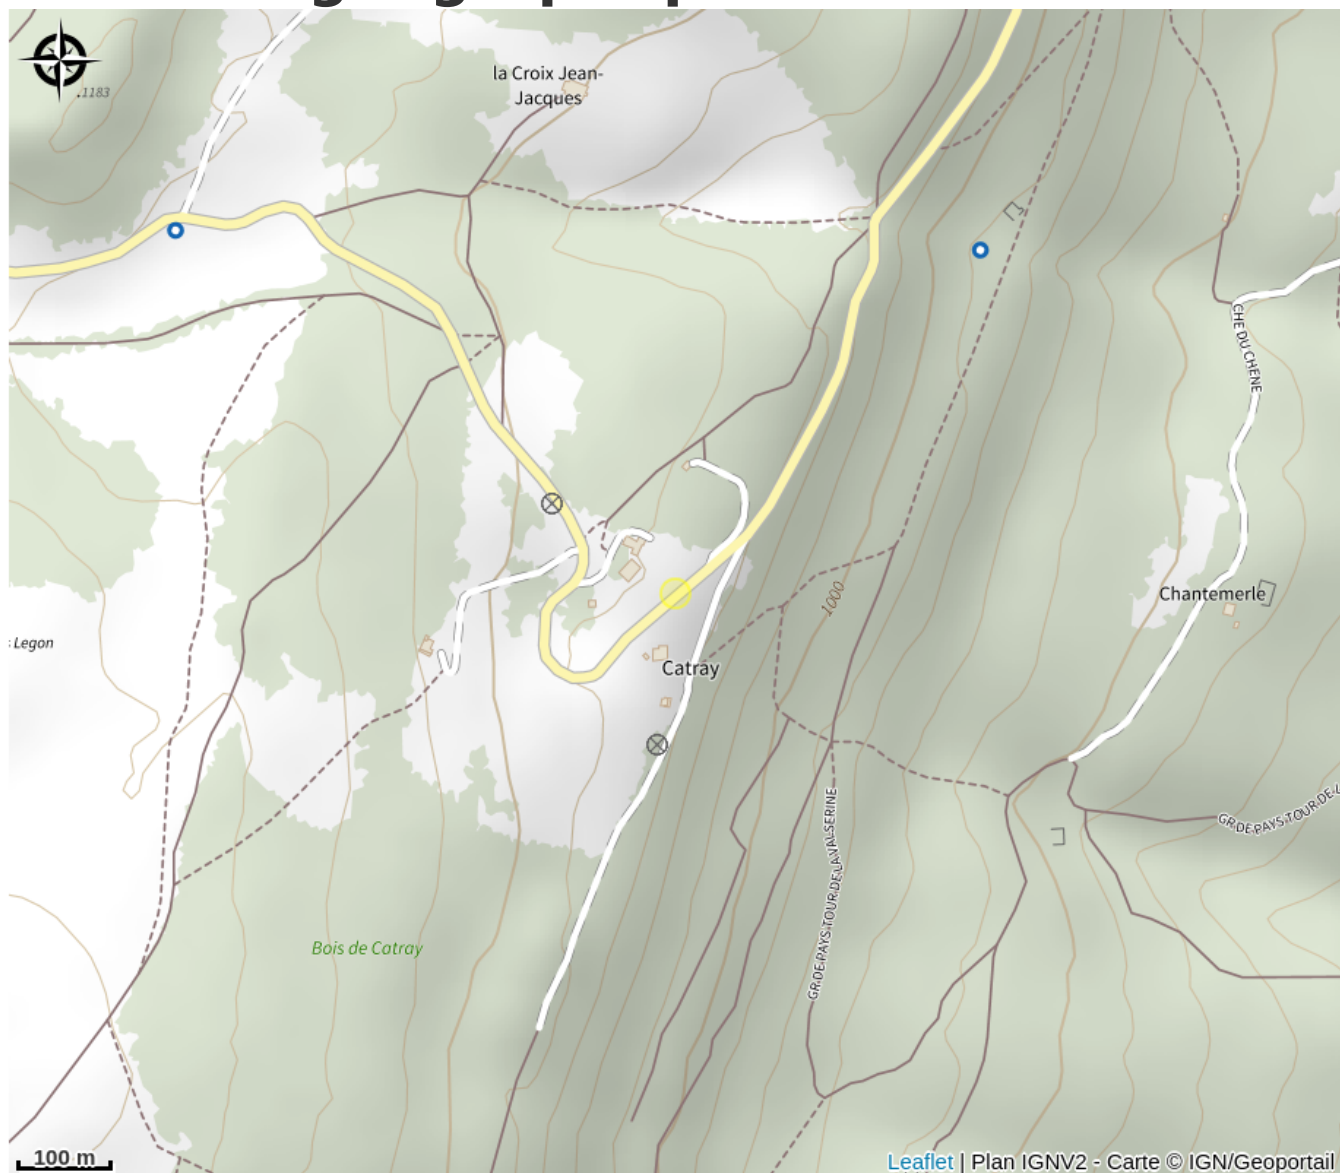 la Croix Jean-
Jacques
.1183
CHE DU CHENE
1000
Chantemerle
Legon
Catray
GR DE PAYS TOUR DE LA VALSERINE
GR DE PAYS TOUR DE L
Bois de Catray
100 m
Leaflet | Plan IGNV2 - Carte © IGN/Geoportail